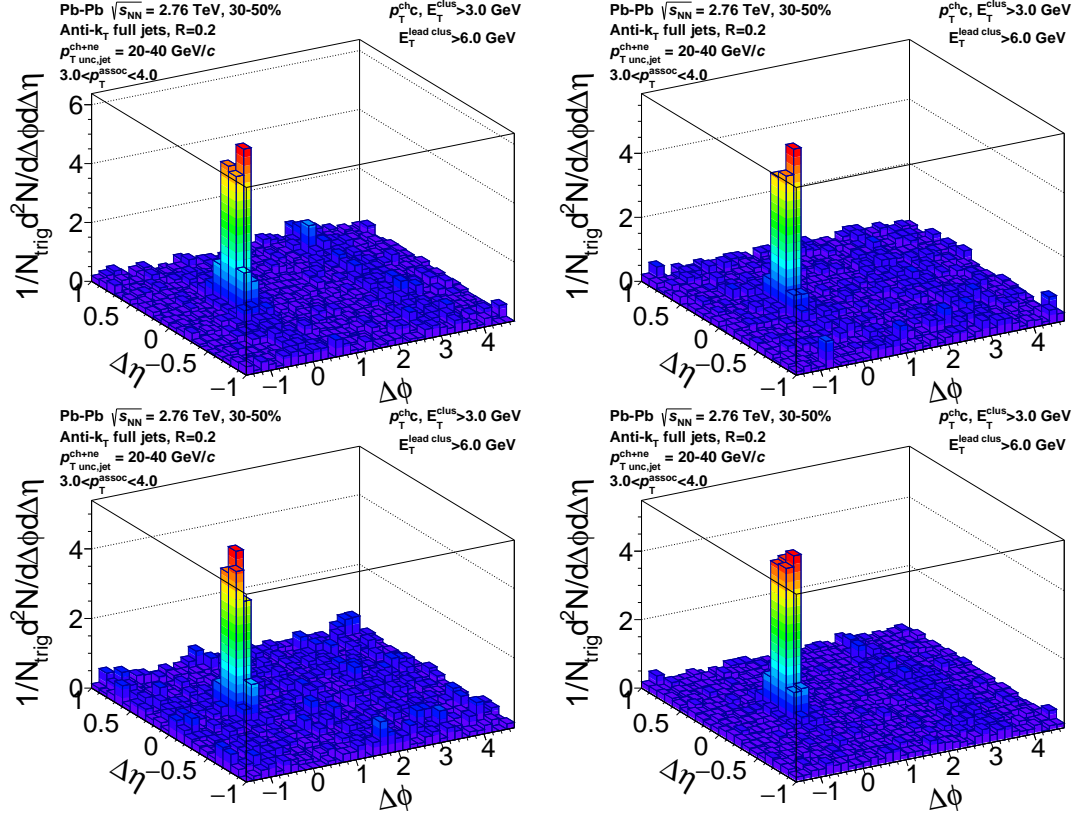 Pb-Pb √s_NN = 2.76 TeV, 30-50%
p_T^ch c, E_T^clus>3.0 GeV
Anti-k_T full jets, R=0.2
E_T^lead clus>6.0 GeV
p_T unc,jet^ch+ne = 20-40 GeV/c
3.0<p_T^assoc<4.0
1/N_trig d²N/dΔϕdΔη
6
4
2
0
1
0.5
0
−0.5
−1
Δη
−1
0
1
2
3
4
Δϕ
Pb-Pb √s_NN = 2.76 TeV, 30-50%
p_T^ch c, E_T^clus>3.0 GeV
Anti-k_T full jets, R=0.2
E_T^lead clus>6.0 GeV
p_T unc,jet^ch+ne = 20-40 GeV/c
3.0<p_T^assoc<4.0
1/N_trig d²N/dΔϕdΔη
4
2
0
1
0.5
0
−0.5
−1
Δη
−1
0
1
2
3
4
Δϕ
Pb-Pb √s_NN = 2.76 TeV, 30-50%
p_T^ch c, E_T^clus>3.0 GeV
Anti-k_T full jets, R=0.2
E_T^lead clus>6.0 GeV
p_T unc,jet^ch+ne = 20-40 GeV/c
3.0<p_T^assoc<4.0
1/N_trig d²N/dΔϕdΔη
4
2
0
1
0.5
0
−0.5
−1
Δη
−1
0
1
2
3
4
Δϕ
Pb-Pb √s_NN = 2.76 TeV, 30-50%
p_T^ch c, E_T^clus>3.0 GeV
Anti-k_T full jets, R=0.2
E_T^lead clus>6.0 GeV
p_T unc,jet^ch+ne = 20-40 GeV/c
3.0<p_T^assoc<4.0
1/N_trig d²N/dΔϕdΔη
4
2
0
1
0.5
0
−0.5
−1
Δη
−1
0
1
2
3
4
Δϕ